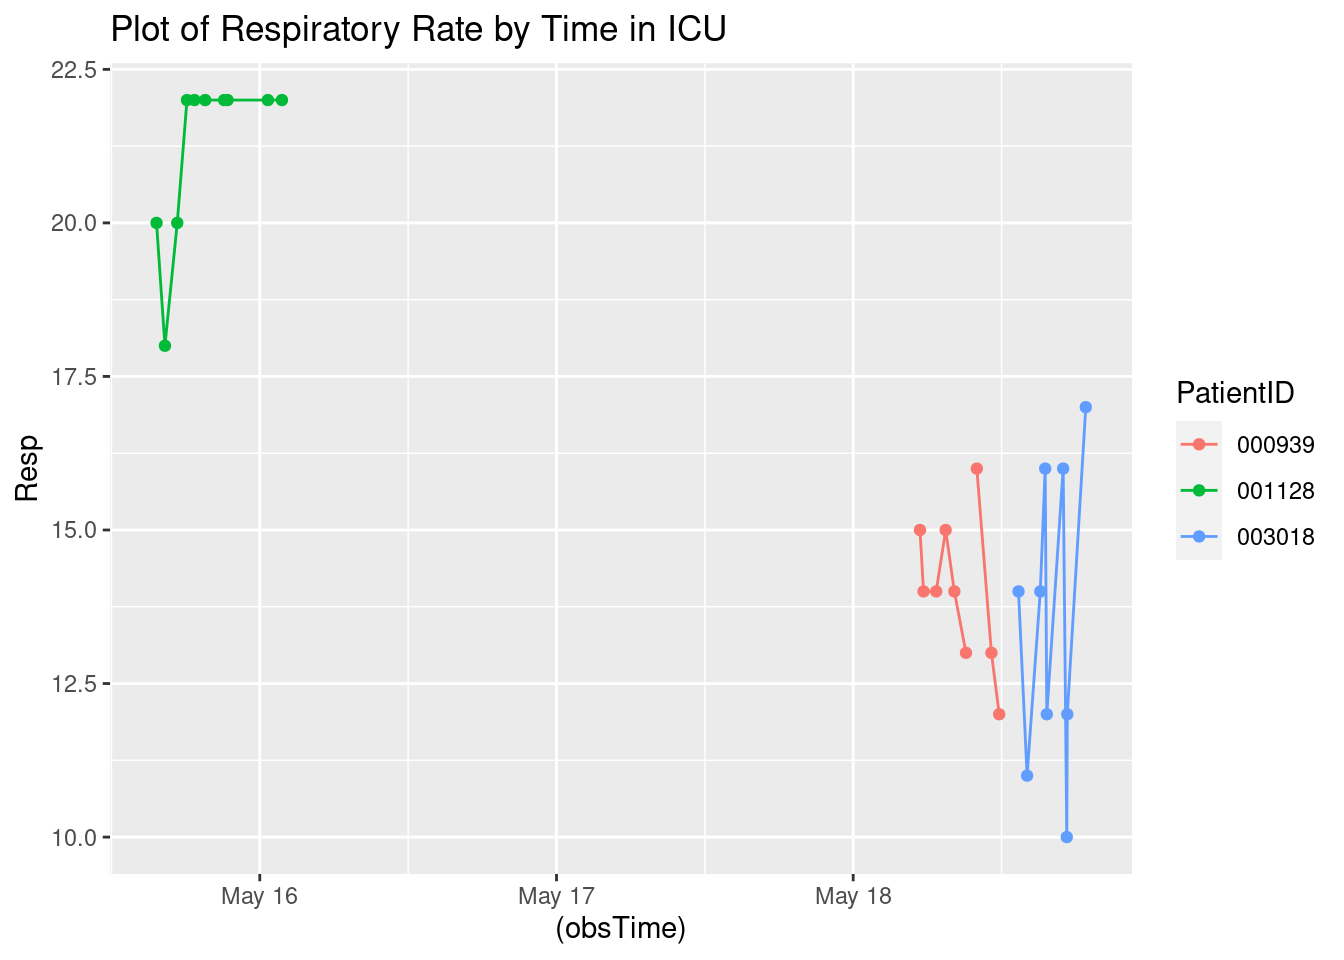 Plot of Respiratory Rate by Time in ICU
22.5
20.0
17.5
15.0
12.5
10.0
Resp
May 16
May 17
May 18
(obsTime)
PatientID
000939
001128
003018